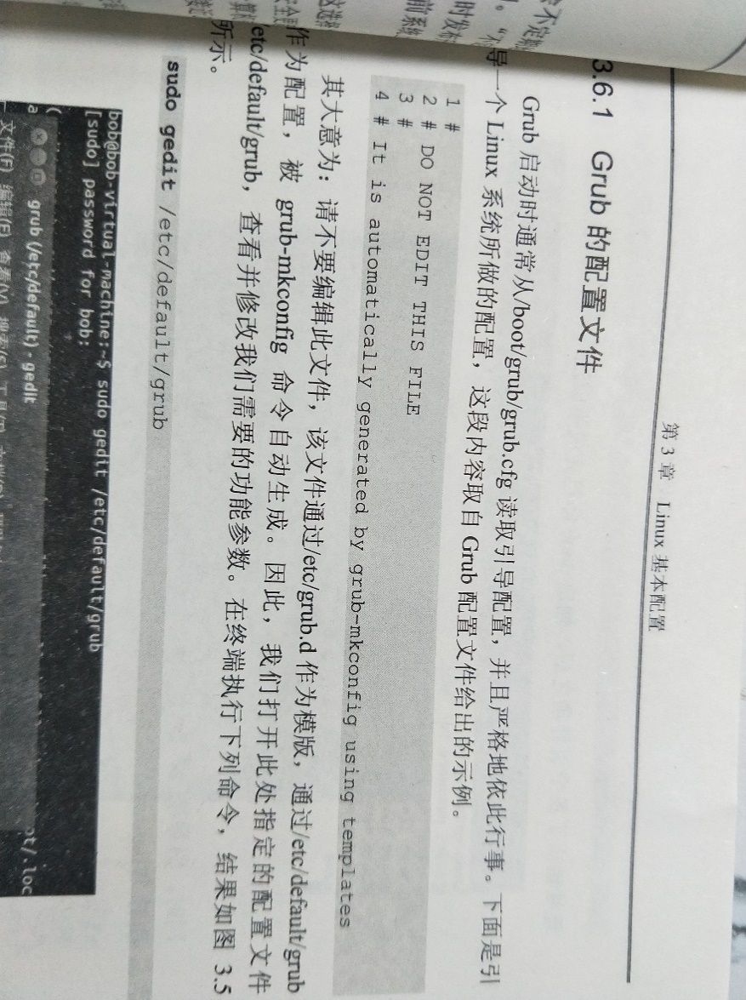 第 3 章 Linux 基本配置
3.6.1 Grub 的配置文件
Grub 启动时通常从/boot/grub/grub.cfg 读取引导配置，并且严格地依此行事。下面是引
导一个 Linux 系统所做的配置，这段内容取自 Grub 配置文件给出的示例。
1 #
2 # DO NOT EDIT THIS FILE
3 #
4 # It is automatically generated by grub-mkconfig using templates
其大意为：请不要编辑此文件，该文件通过/etc/grub.d 作为模版，通过/etc/default/grub
作为配置，被 grub-mkconfig 命令自动生成。因此，我们打开此处指定的配置文件
/etc/default/grub，查看并修改我们需要的功能参数。在终端执行下列命令，结果如图 3.5
所示。
sudo gedit /etc/default/grub
bob@bob-virtual-machine:~$ sudo gedit /etc/default/grub
[sudo] password for bob:
(
a grub (/etc/default) - gedit ot/.loc
文件(F) 编辑(E) 查看(V) 搜索(S) 工具(T) 文档(D)